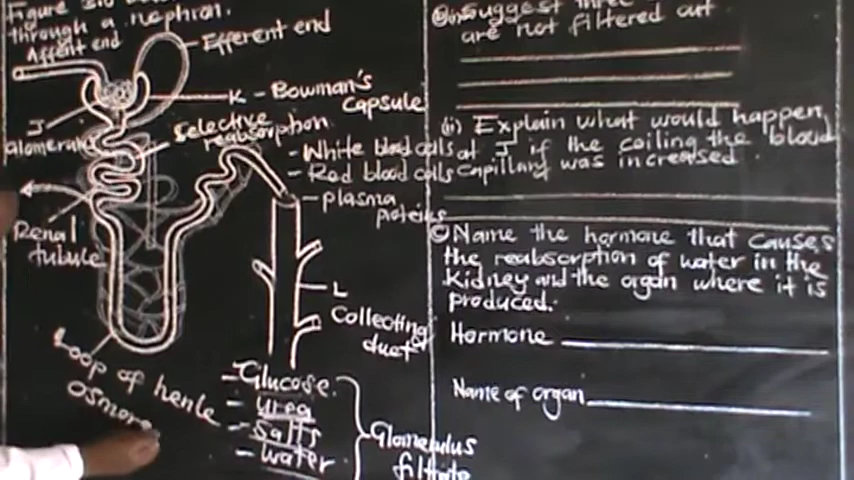 through a nephron.
Afferent end
Efferent end
K - Bowman's
capsule
J
glomerulus
Selective
reabsorption
- White blood cells
- Red blood cells
- plasma
proteins
Renal
tubule
L
Collecting
duct
Loop of henle
- Glucose
- Urea
- Salts
- water
Glomerulus
filtrate
Suggest three
are not filtered out
(ii) Explain what would happen
at J if the coiling the blood
capillary was increased.
(c) Name the hormone that causes
the reabsorption of water in the
kidney and the organ where it is
produced.
Hormone
Name of organ